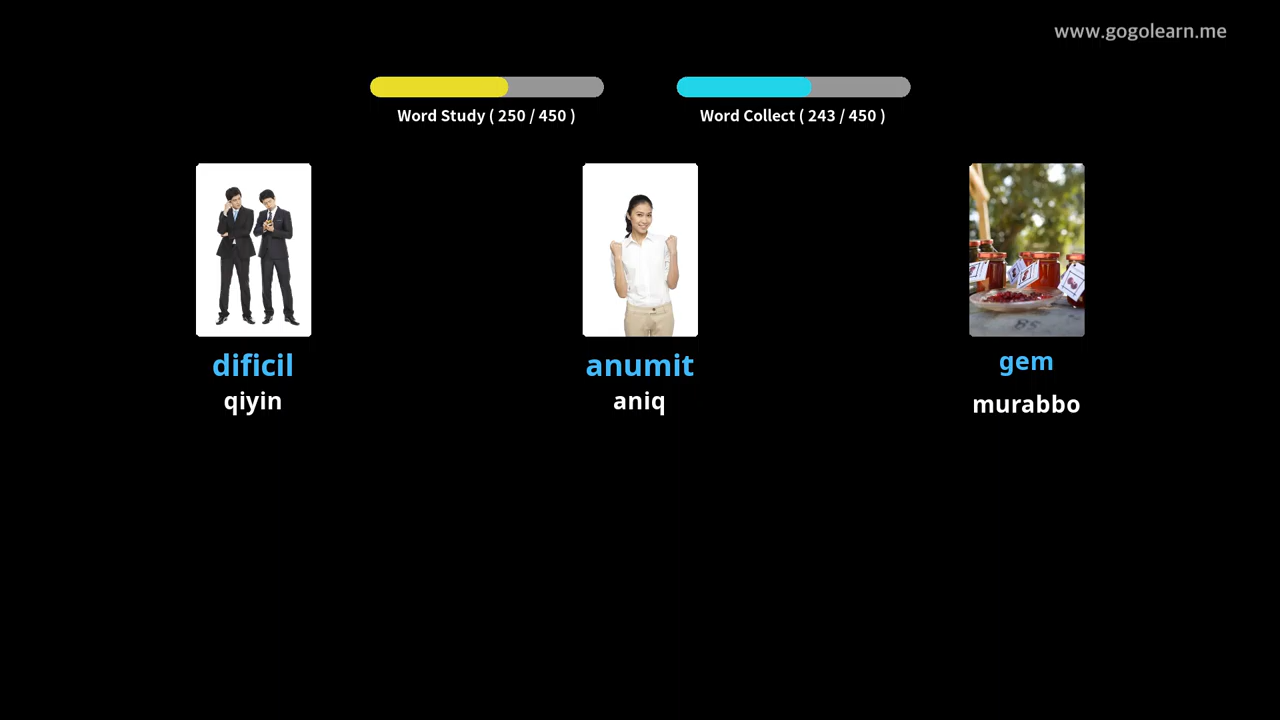 www.gogolearn.me
Word Study ( 250 / 450 )
Word Collect ( 243 / 450 )
dificil
qiyin
anumit
aniq
gem
murabbo